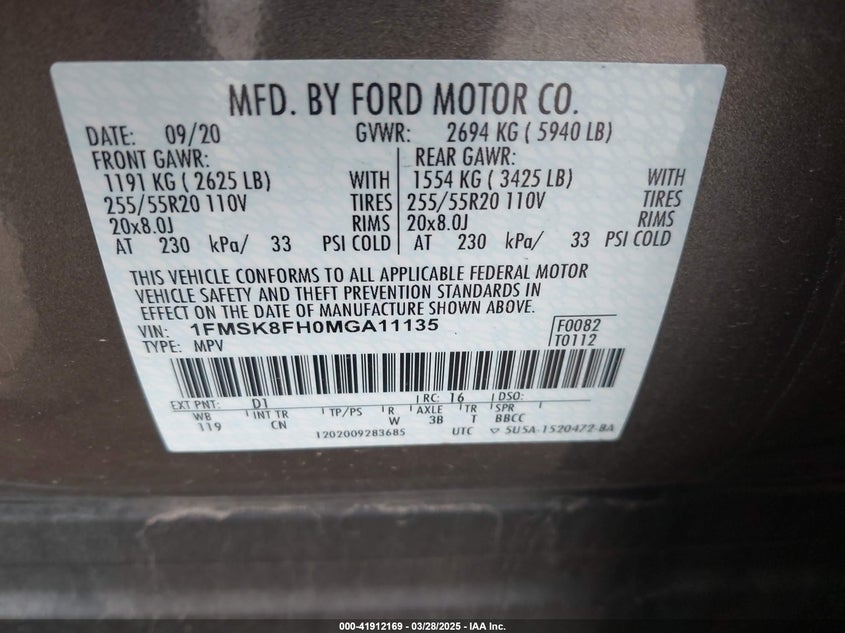 MFD. BY FORD MOTOR CO.
DATE: 09/20 GVWR: 2694 KG ( 5940 LB)
FRONT GAWR: REAR GAWR:
1191 KG ( 2625 LB) WITH 1554 KG ( 3425 LB) WITH
255/55R20 110V TIRES 255/55R20 110V TIRES
20x8.0J RIMS 20x8.0J RIMS
AT 230 kPa/ 33 PSI COLD AT 230 kPa/ 33 PSI COLD
THIS VEHICLE CONFORMS TO ALL APPLICABLE FEDERAL MOTOR
VEHICLE SAFETY AND THEFT PREVENTION STANDARDS IN
EFFECT ON THE DATE OF MANUFACTURE SHOWN ABOVE.
VIN: 1FMSK8FH0MGA11135 F0082
TYPE: MPV T0112
EXT PNT: D1 RC: 16 DSO:
WB INT TR TP/PS R AXLE TR SPR
119 CN W 3B T BBCC
1202009283685 UTC ▽ 5U5A-1520472-BA
000-41912169 — 03/28/2025 — IAA Inc.